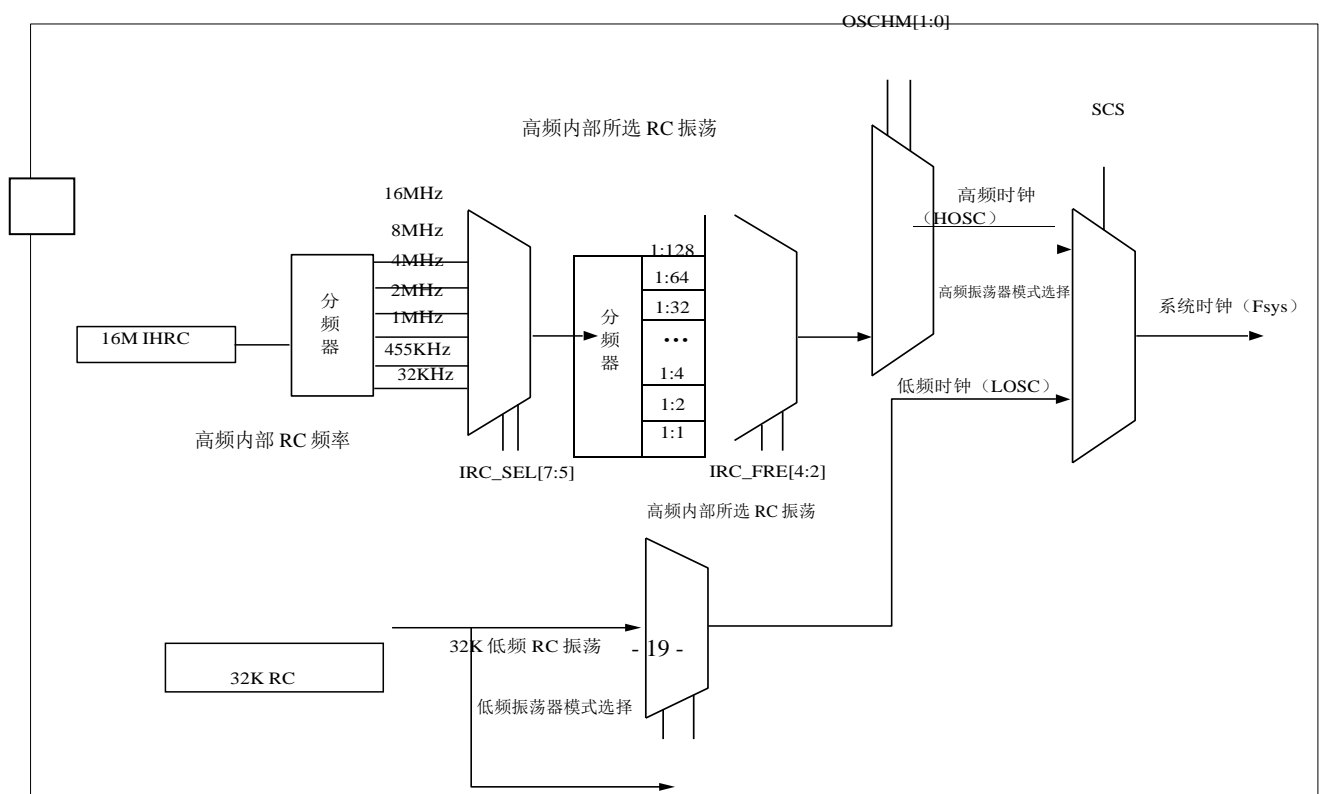 OSCHM[1:0]
SCS
高频内部所选 RC 振荡
16MHz
8MHz
4MHz
2MHz
1MHz
455KHz
32KHz
高频时钟
（HOSC）
1:128
1:64
1:32
...
1:4
1:2
1:1
分
频
器
分
频
器
高频振荡器模式选择
系统时钟（Fsys）
16M IHRC
低频时钟（LOSC）
高频内部 RC 频率
IRC_SEL[7:5]
IRC_FRE[4:2]
高频内部所选 RC 振荡
32K 低频 RC 振荡
- 19 -
32K RC
低频振荡器模式选择